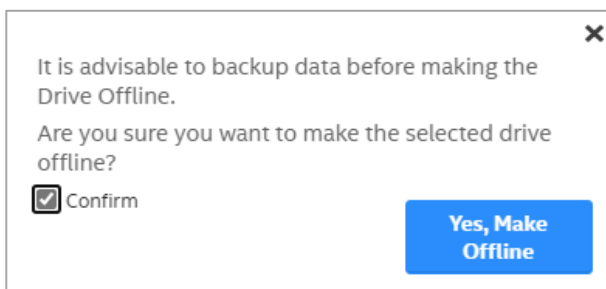 It is advisable to backup data before making the
Drive Offline.
Are you sure you want to make the selected drive
offline?
Confirm
Yes, Make
Offline